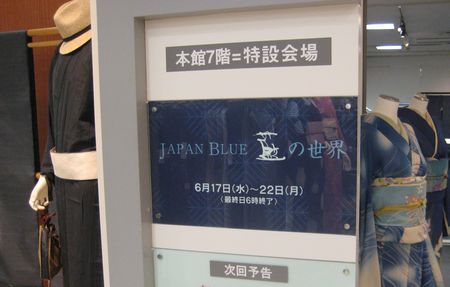 本館7階=特設会場
JAPAN BLUE の世界
6月17日(水)～22日(月)
〈最終日6時終了〉
次回予告